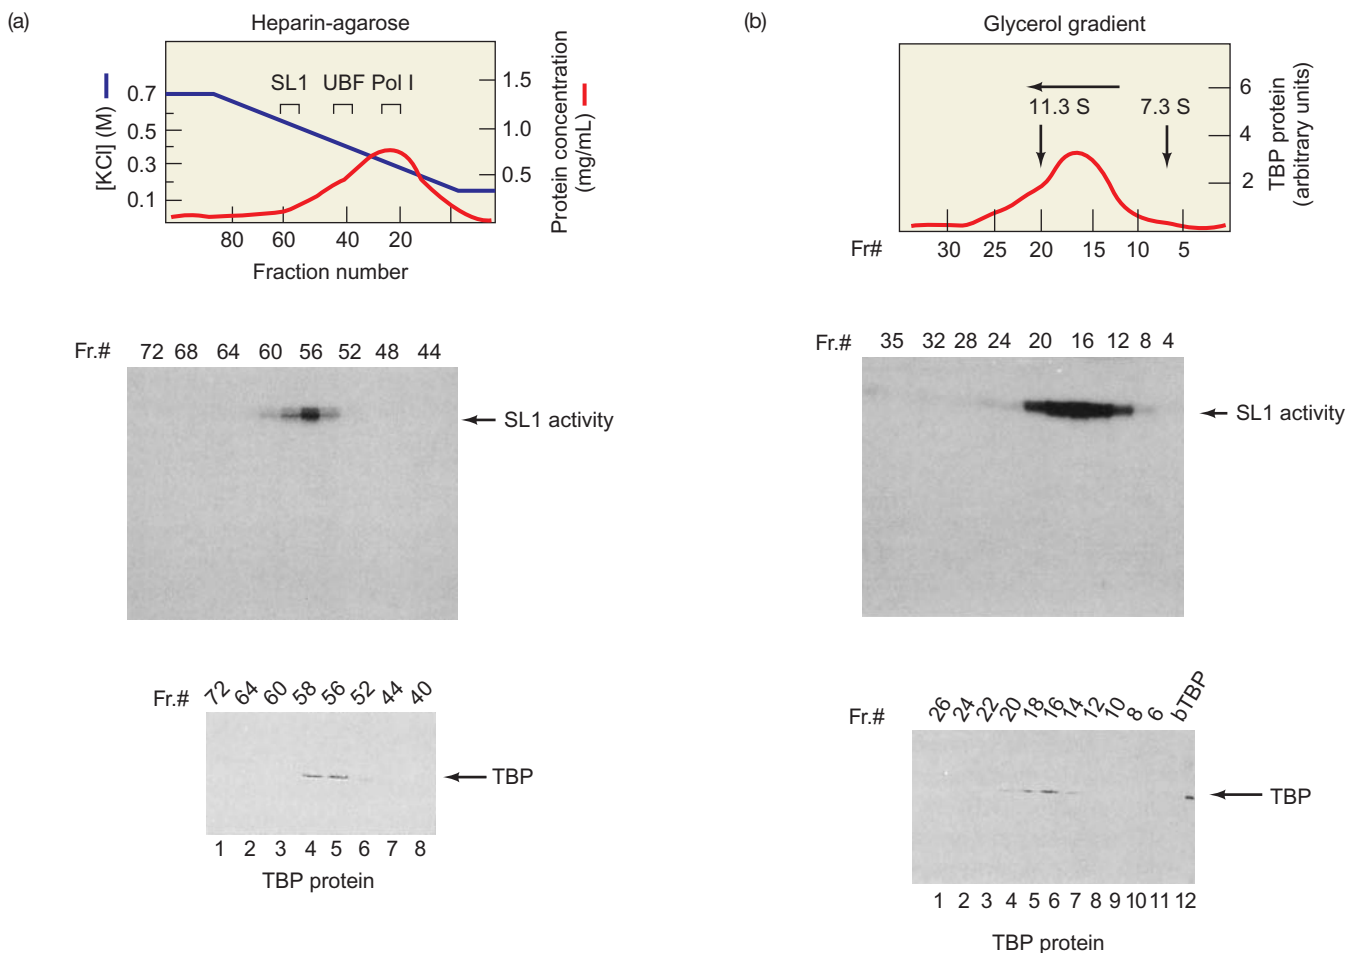 (a)
Heparin-agarose
[KCl] (M)
0.7
0.5
0.3
0.1
SL1 UBF Pol I
1.5
1.0
0.5
Protein concentration
(mg/mL)
80 60 40 20
Fraction number
Fr.# 72 68 64 60 56 52 48 44
SL1 activity
Fr.# 72 64 60 58 56 52 44 40
TBP
1 2 3 4 5 6 7 8
TBP protein
(b)
Glycerol gradient
11.3 S 7.3 S
6
4
2
TBP protein
(arbitrary units)
Fr# 30 25 20 15 10 5
Fr.# 35 32 28 24 20 16 12 8 4
SL1 activity
Fr.# 26 24 22 20 18 16 14 12 10 8 6 bTBP
TBP
1 2 3 4 5 6 7 8 9 10 11 12
TBP protein